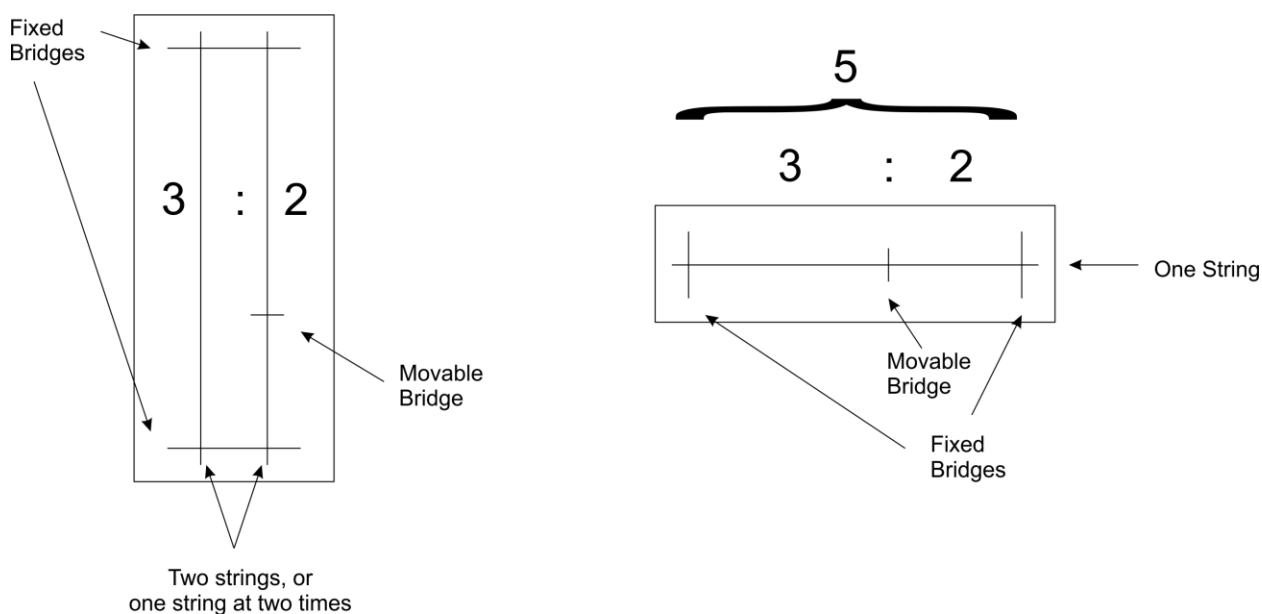 Fixed
Bridges
3 : 2
Movable
Bridge
Two strings, or
one string at two times
5
3 : 2
One String
Movable
Bridge
Fixed
Bridges